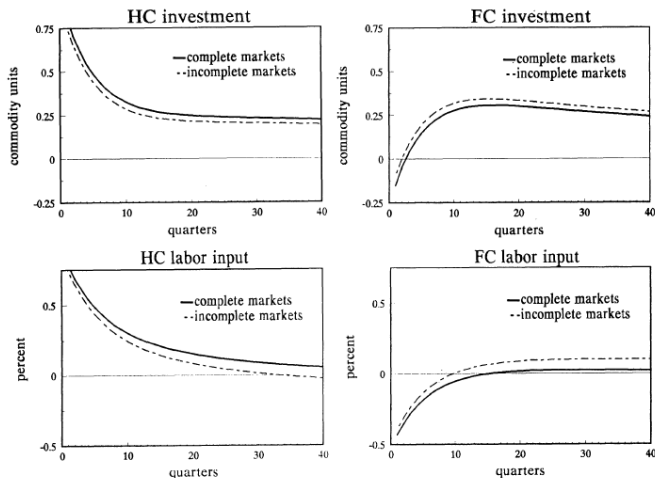 HC investment
0.75
0.5
0.25
0
-0.25
commodity units
complete markets
incomplete markets
0 10 20 30 40
quarters
FC investment
0.75
0.5
0.25
0
-0.25
commodity units
complete markets
incomplete markets
0 10 20 30 40
quarters
HC labor input
0.5
0
-0.5
percent
complete markets
incomplete markets
0 10 20 30 40
quarters
FC labor input
0.5
0
-0.5
percent
complete markets
incomplete markets
0 10 20 30 40
quarters